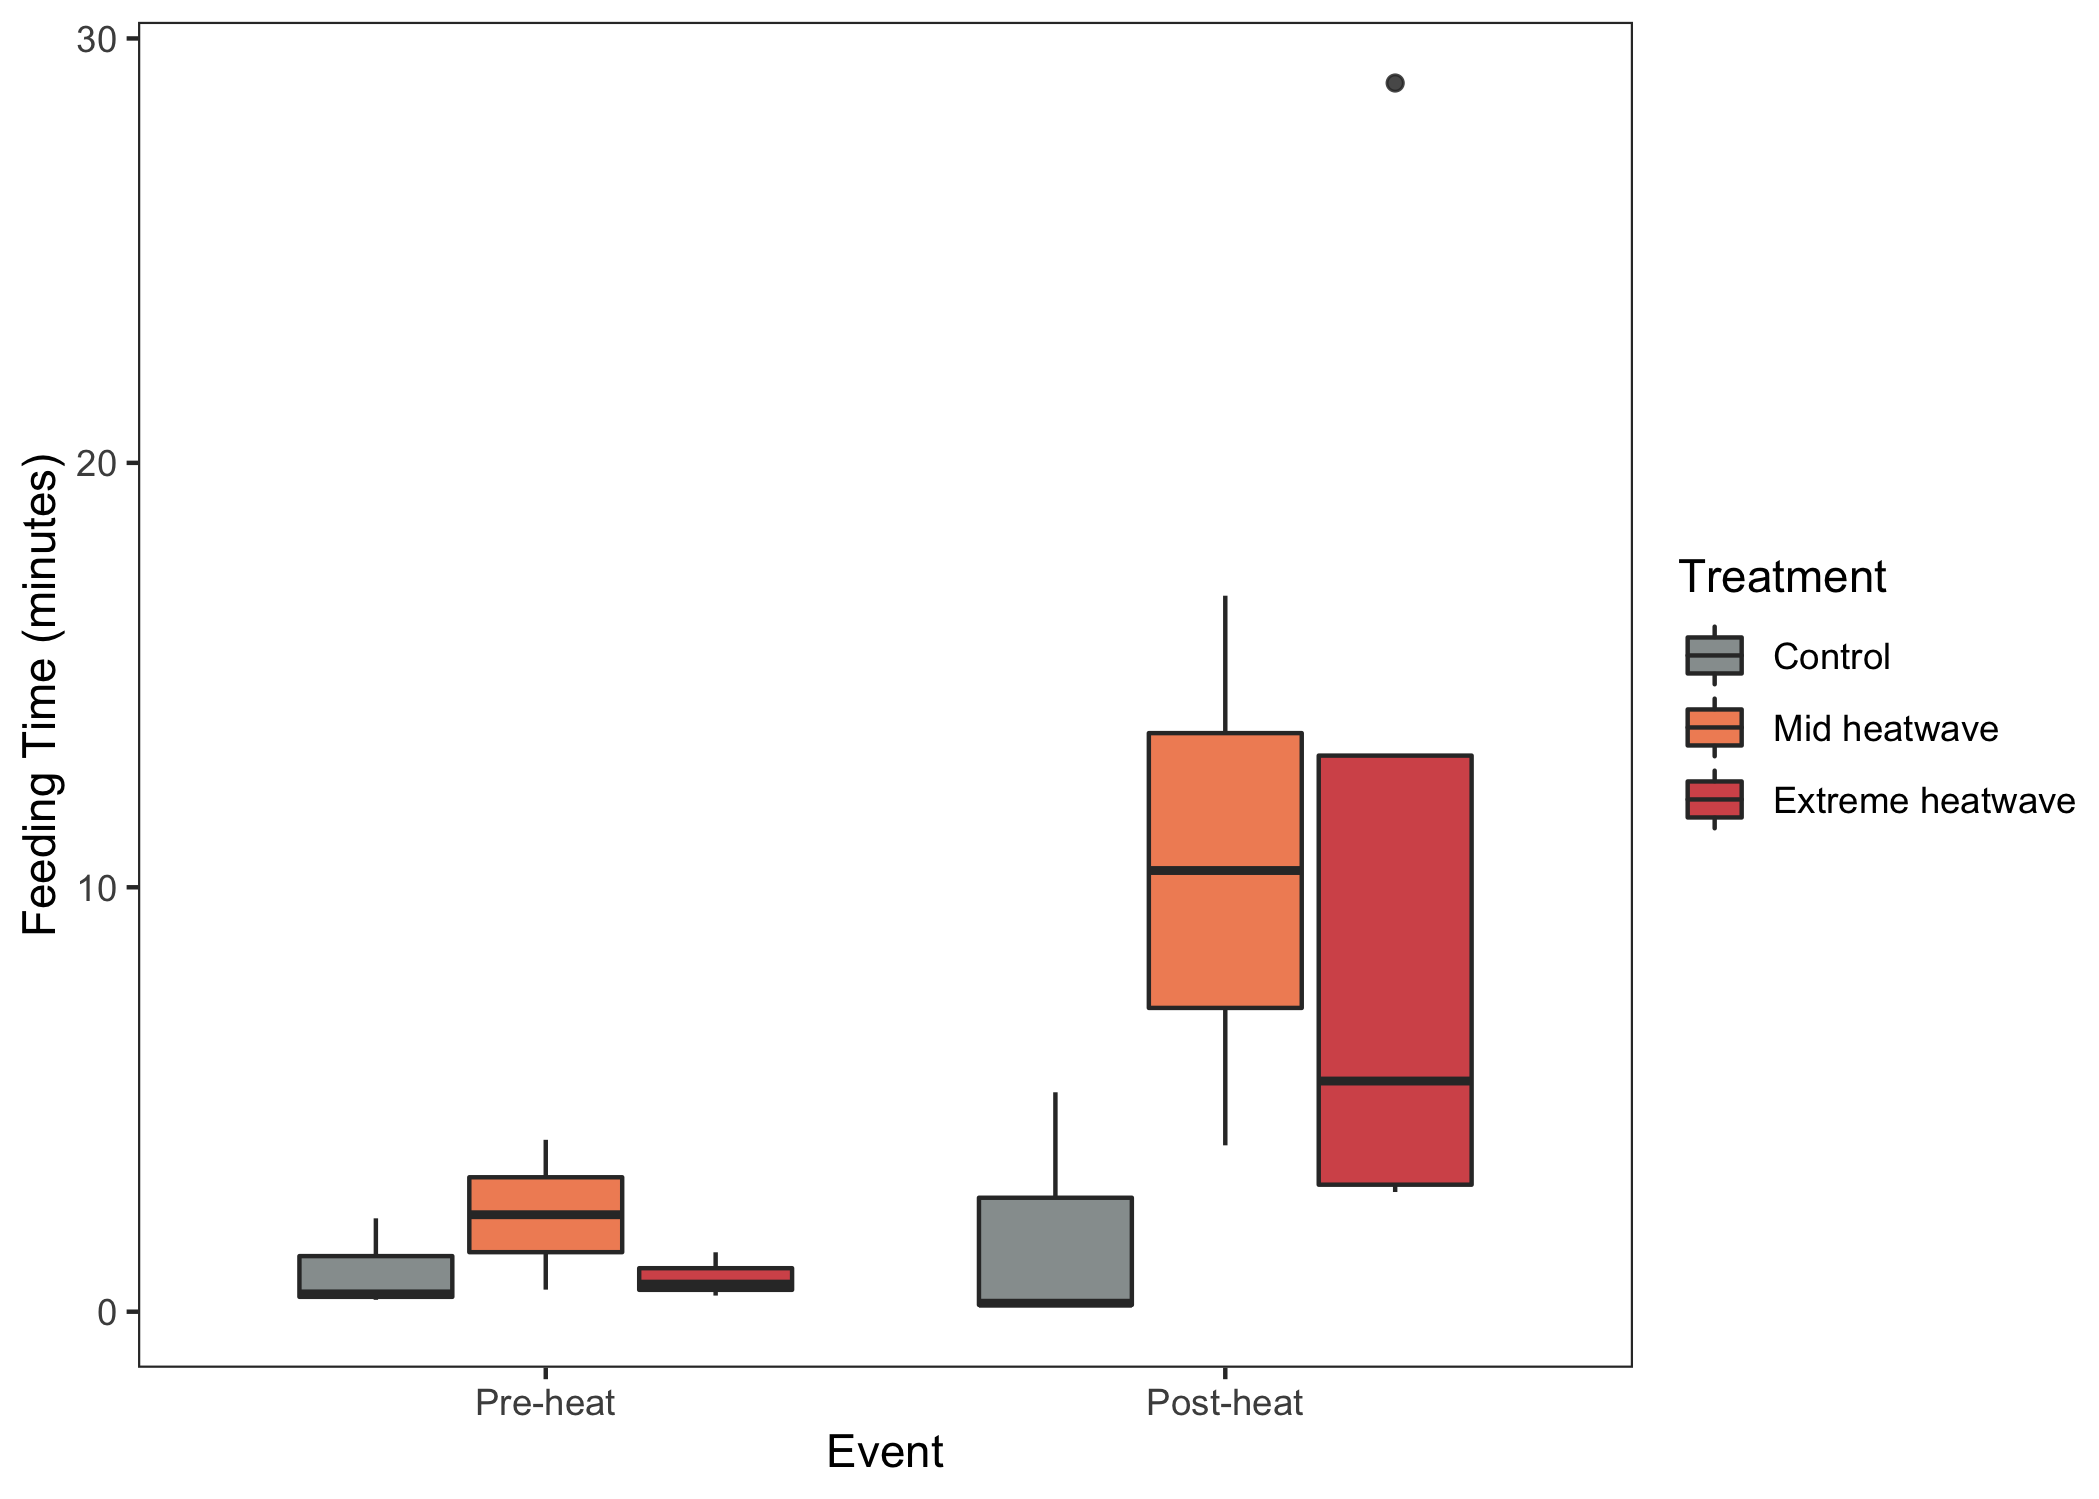 30
20
10
0
Feeding Time (minutes)
Pre-heat
Post-heat
Event
Treatment
Control
Mid heatwave
Extreme heatwave